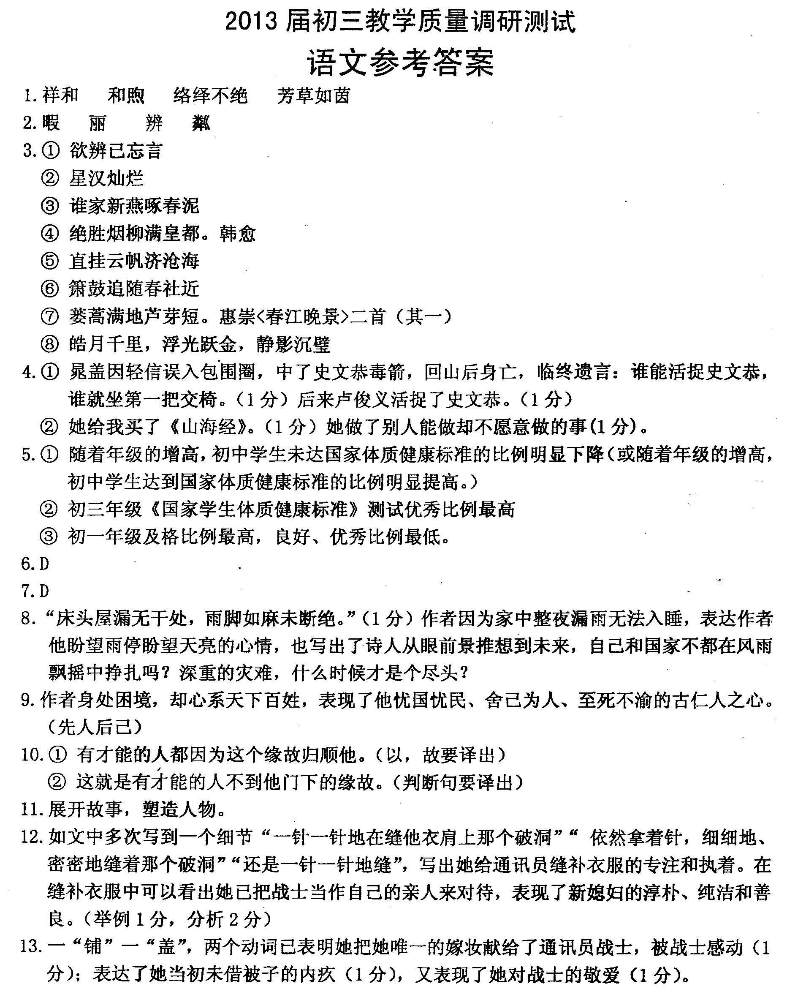 2013 届初三教学质量调研测试
语文参考答案
1. 祥和 和煦 络绎不绝 芳草如茵
2. 暇 丽 辨 粼
3. ① 欲辨已忘言
② 星汉灿烂
③ 谁家新燕啄春泥
④ 绝胜烟柳满皇都。韩愈
⑤ 直挂云帆济沧海
⑥ 箫鼓追随春社近
⑦ 蒌蒿满地芦芽短。惠崇<春江晚景>二首（其一）
⑧ 皓月千里，浮光跃金，静影沉璧
4. ① 晁盖因轻信误入包围圈，中了史文恭毒箭，回山后身亡，临终遗言：谁能活捉史文恭，
谁就坐第一把交椅。（1 分）后来卢俊义活捉了史文恭。（1 分）
② 她给我买了《山海经》。（1 分）她做了别人能做却不愿意做的事(1 分)。
5. ① 随着年级的增高，初中学生未达国家体质健康标准的比例明显下降（或随着年级的增高，
初中学生达到国家体质健康标准的比例明显提高。）
② 初三年级《国家学生体质健康标准》测试优秀比例最高
③ 初一年级及格比例最高，良好、优秀比例最低。
6. D
7. D
8. “床头屋漏无干处，雨脚如麻未断绝。”（1 分）作者因为家中整夜漏雨无法入睡，表达作者
他盼望雨停盼望天亮的心情，也写出了诗人从眼前景推想到未来，自己和国家不都在风雨
飘摇中挣扎吗？深重的灾难，什么时候才是个尽头？
9. 作者身处困境，却心系天下百姓，表现了他忧国忧民、舍己为人、至死不渝的古仁人之心。
（先人后己）
10. ① 有才能的人都因为这个缘故归顺他。（以，故要译出）
② 这就是有才能的人不到他门下的缘故。（判断句要译出）
11. 展开故事，塑造人物。
12. 如文中多次写到一个细节“一针一针地在缝他衣肩上那个破洞”“ 依然拿着针，细细地、
密密地缝着那个破洞”“还是一针一针地缝”，写出她给通讯员缝补衣服的专注和执着。在
缝补衣服中可以看出她已把战士当作自己的亲人来对待，表现了新媳妇的淳朴、纯洁和善
良。（举例 1 分，分析 2 分）
13. 一“铺”一“盖”，两个动词已表明她把她唯一的嫁妆献给了通讯员战士，被战士感动（1
分）；表达了她当初未借被子的内疚（1 分），又表现了她对战士的敬爱（1 分）。